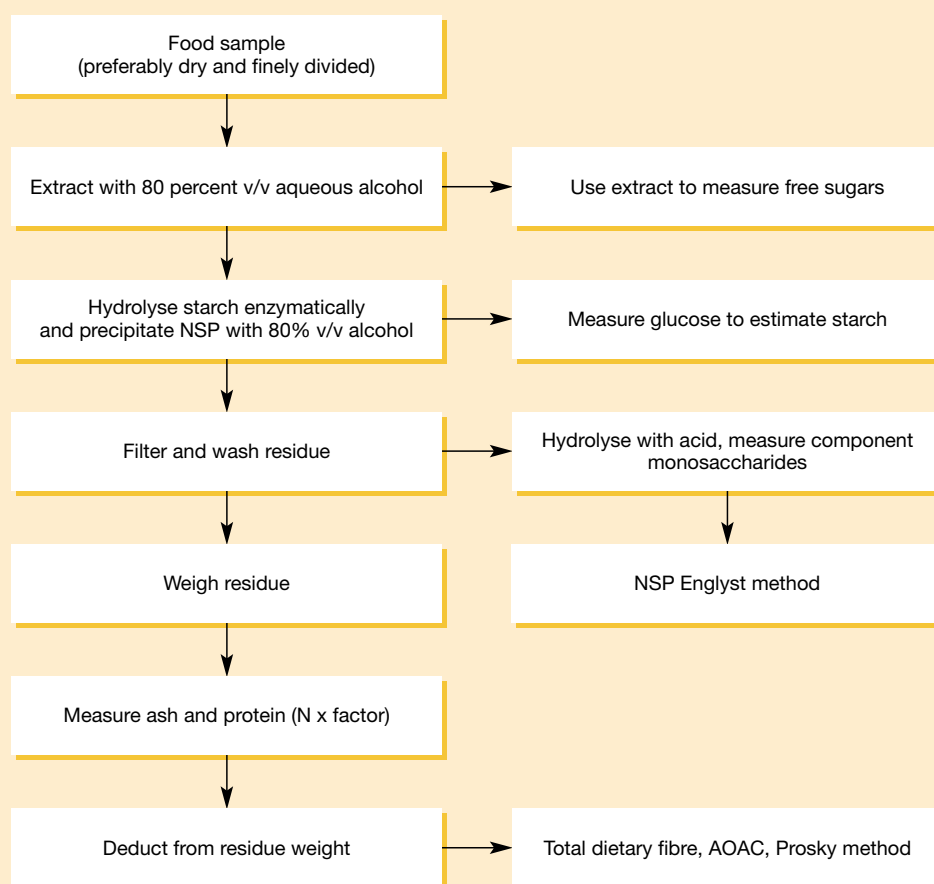 Food sample
(preferably dry and finely divided)
Extract with 80 percent v/v aqueous alcohol
Use extract to measure free sugars
Hydrolyse starch enzymatically
and precipitate NSP with 80% v/v alcohol
Measure glucose to estimate starch
Filter and wash residue
Hydrolyse with acid, measure component
monosaccharides
Weigh residue
NSP Englyst method
Measure ash and protein (N x factor)
Deduct from residue weight
Total dietary fibre, AOAC, Prosky method